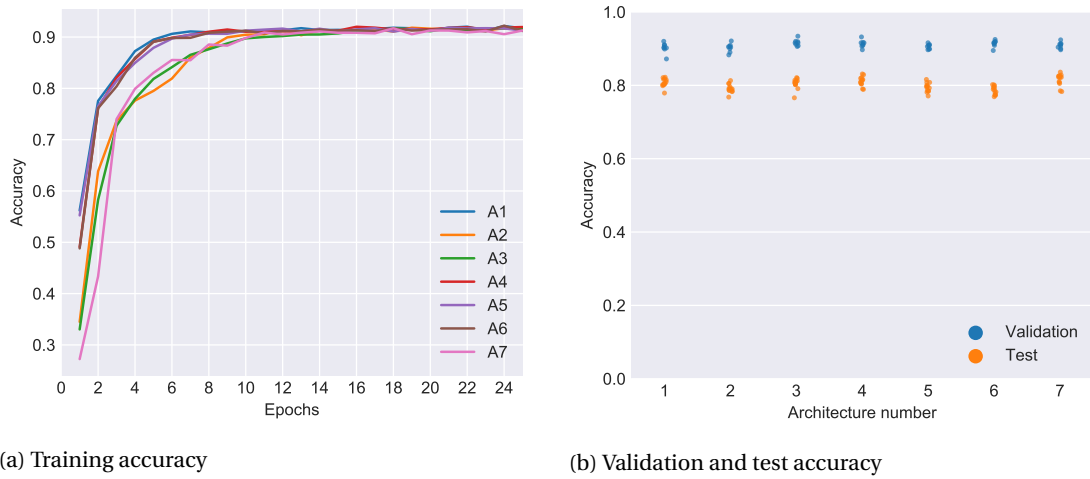 0.9
0.8
0.7
0.6
0.5
0.4
0.3
Accuracy
A1
A2
A3
A4
A5
A6
A7
0 2 4 6 8 10 12 14 16 18 20 22 24
Epochs
(a) Training accuracy
1.0
0.8
0.6
0.4
0.2
0.0
Accuracy
Validation
Test
1 2 3 4 5 6 7
Architecture number
(b) Validation and test accuracy